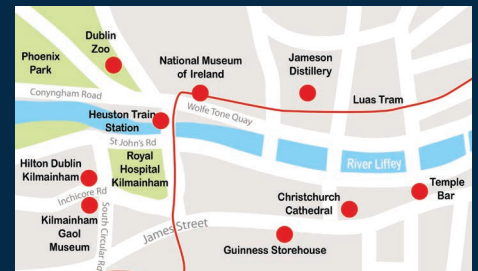 Dublin
Zoo
Phoenix
Park
National Museum
of Ireland
Jameson
Distillery
Conyngham Road
Luas Tram
Wolfe Tone Quay
Heuston Train
Station
St John's Rd
Royal
Hospital
Kilmainham
River Liffey
Hilton Dublin
Kilmainham
Inchicore Rd
Temple
Bar
Christchurch
Cathedral
Kilmainham
Gaol
Museum
South Circular Rd
James Street
Guinness Storehouse